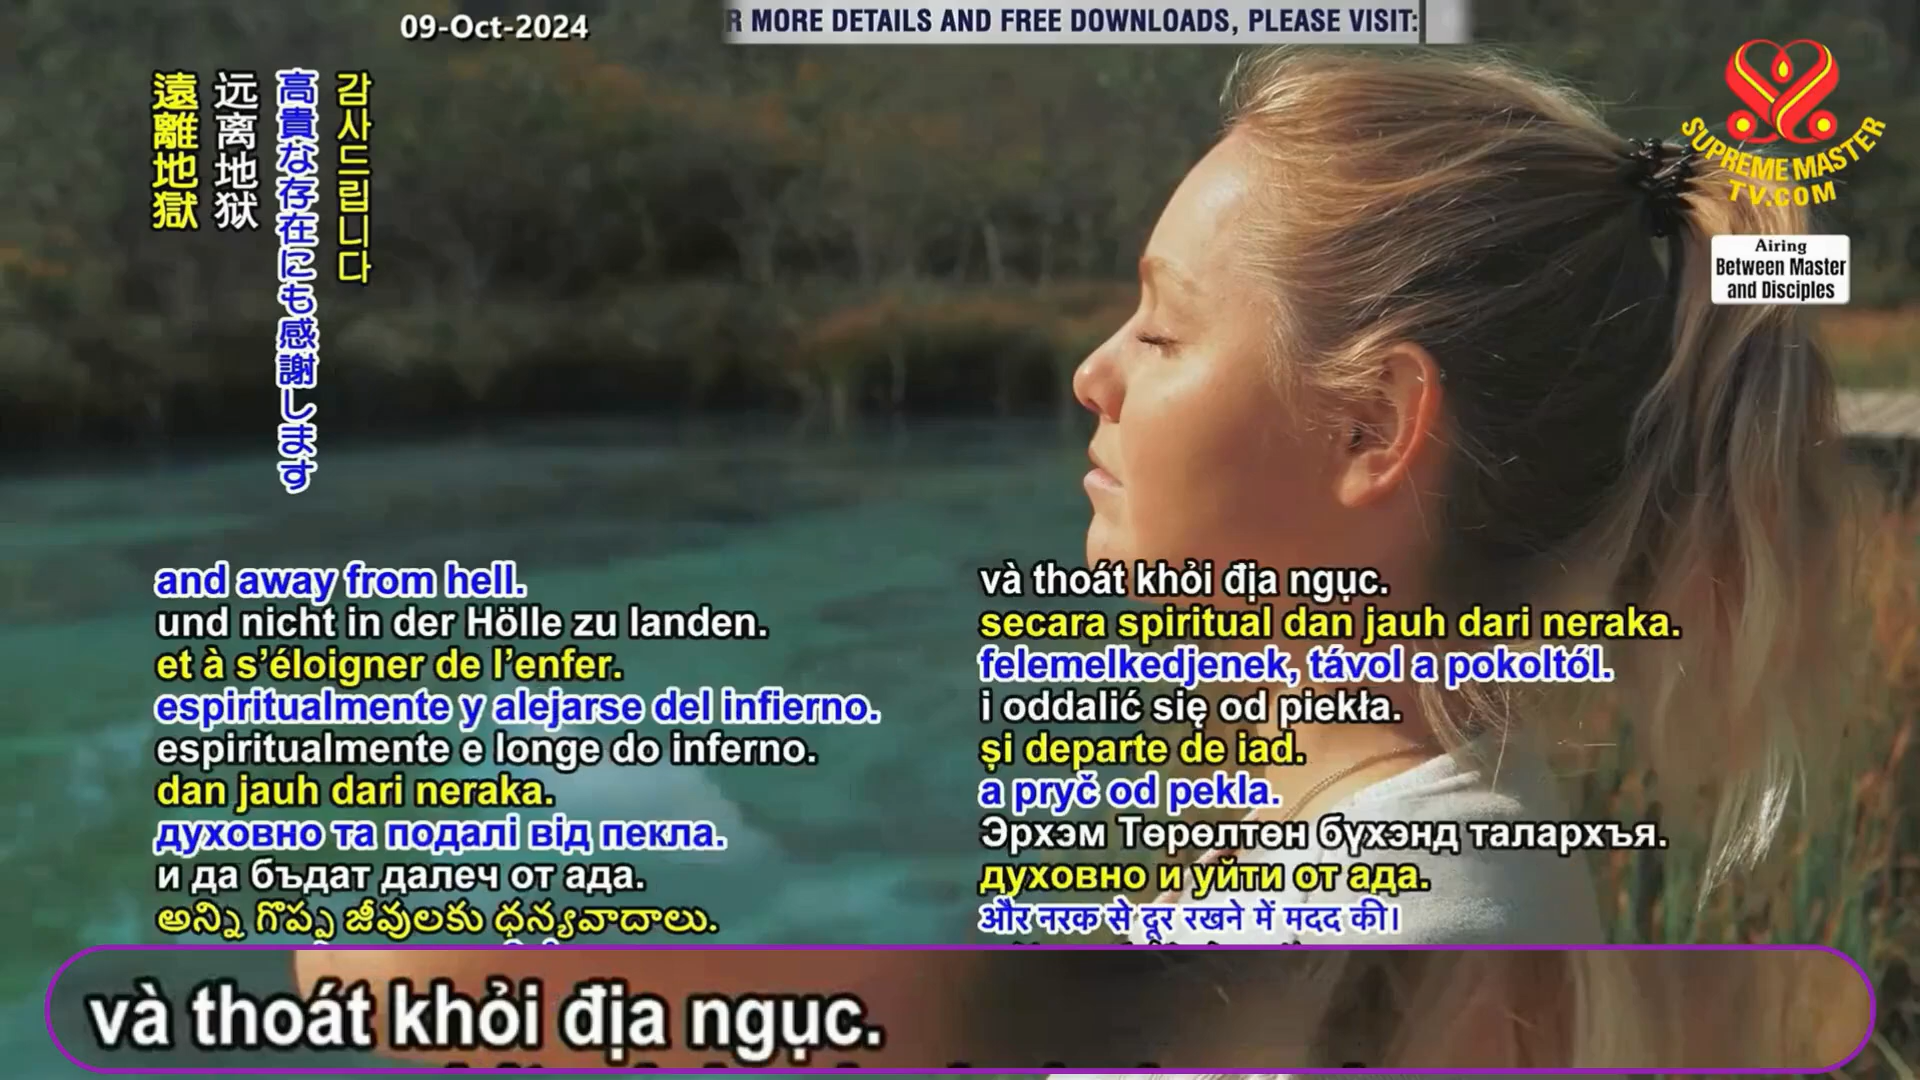 09-Oct-2024
R MORE DETAILS AND FREE DOWNLOADS, PLEASE VISIT:
SUPREME MASTER
TV.COM
Airing
Between Master
and Disciples
遠離地獄
远离地狱
高貴な存在にも感謝します
감사드립니다
and away from hell.
und nicht in der Hölle zu landen.
et à s’éloigner de l’enfer.
espiritualmente y alejarse del infierno.
espiritualmente e longe do inferno.
dan jauh dari neraka.
духовно та подалі від пекла.
и да бъдат далеч от ада.
అన్ని గొప్ప జీవులకు ధన్యవాదాలు.
và thoát khỏi địa ngục.
secara spiritual dan jauh dari neraka.
felemelkedjenek, távol a pokoltól.
i oddalić się od piekła.
și departe de iad.
a pryč od pekla.
Эрхэм Төрөлтөн бүхэнд талархъя.
духовно и уйти от ада.
और नरक से दूर रखने में मदद की।
và thoát khỏi địa ngục.